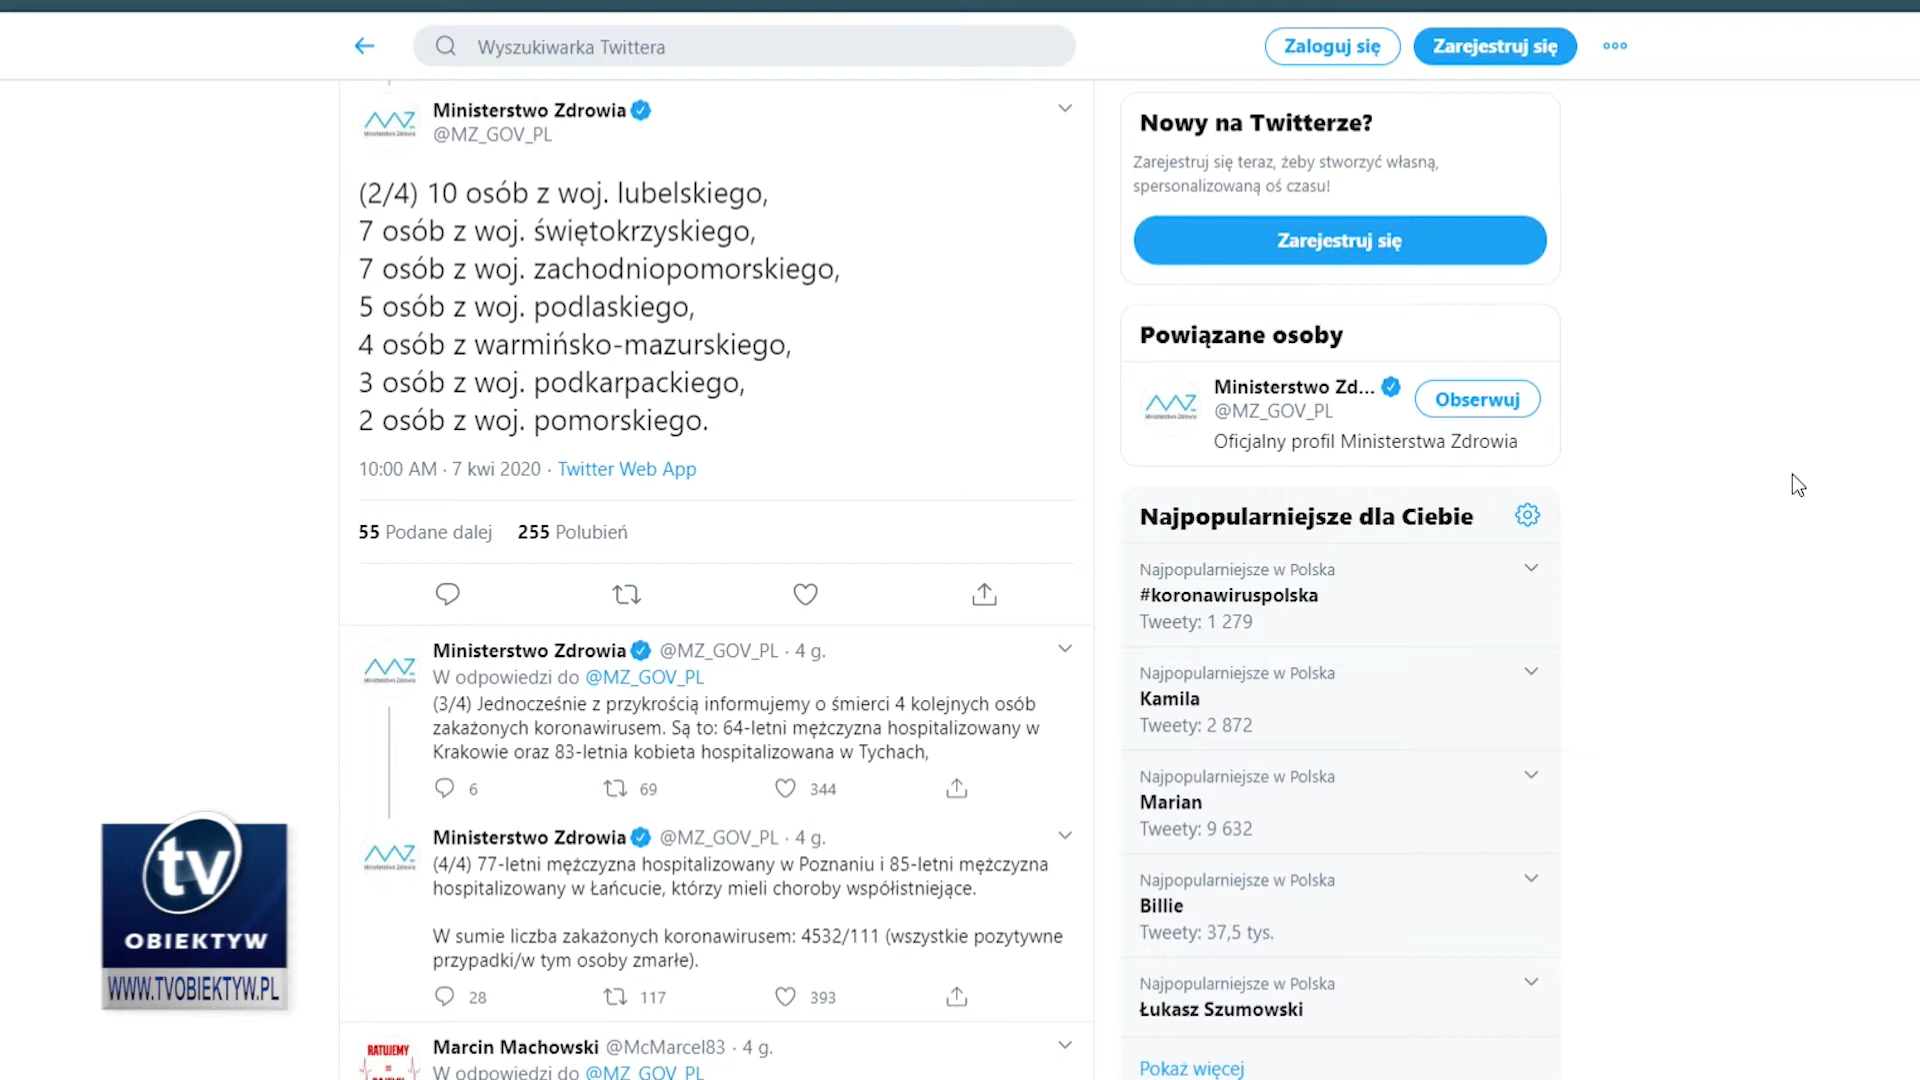 Wyszukiwarka Twittera
Zaloguj się
Zarejestruj się
Ministerstwo Zdrowia
@MZ_GOV_PL
(2/4) 10 osób z woj. lubelskiego,
7 osób z woj. świętokrzyskiego,
7 osób z woj. zachodniopomorskiego,
5 osób z woj. podlaskiego,
4 osób z warmińsko-mazurskiego,
3 osób z woj. podkarpackiego,
2 osób z woj. pomorskiego.
10:00 AM · 7 kwi 2020 · Twitter Web App
55 Podane dalej 255 Polubień
Ministerstwo Zdrowia @MZ_GOV_PL · 4 g.
W odpowiedzi do @MZ_GOV_PL
(3/4) Jednocześnie z przykrością informujemy o śmierci 4 kolejnych osób
zakażonych koronawirusem. Są to: 64-letni mężczyzna hospitalizowany w
Krakowie oraz 83-letnia kobieta hospitalizowana w Tychach,
6 69 344
Ministerstwo Zdrowia @MZ_GOV_PL · 4 g.
(4/4) 77-letni mężczyzna hospitalizowany w Poznaniu i 85-letni mężczyzna
hospitalizowany w Łańcucie, którzy mieli choroby współistniejące.
W sumie liczba zakażonych koronawirusem: 4532/111 (wszystkie pozytywne
przypadki/w tym osoby zmarłe).
28 117 393
RATUJEMY
Marcin Machowski @McMarcel83 · 4 g.
W odpowiedzi do @MZ_GOV_PL
Nowy na Twitterze?
Zarejestruj się teraz, żeby stworzyć własną,
spersonalizowaną oś czasu!
Zarejestruj się
Powiązane osoby
Ministerstwo Zd...
@MZ_GOV_PL
Obserwuj
Oficjalny profil Ministerstwa Zdrowia
Najpopularniejsze dla Ciebie
Najpopularniejsze w Polska
#koronawiruspolska
Tweety: 1 279
Najpopularniejsze w Polska
Kamila
Tweety: 2 872
Najpopularniejsze w Polska
Marian
Tweety: 9 632
Najpopularniejsze w Polska
Billie
Tweety: 37,5 tys.
Najpopularniejsze w Polska
Łukasz Szumowski
Pokaż więcej
tv
OBIEKTYW
WWW.TVOBIEKTYW.PL